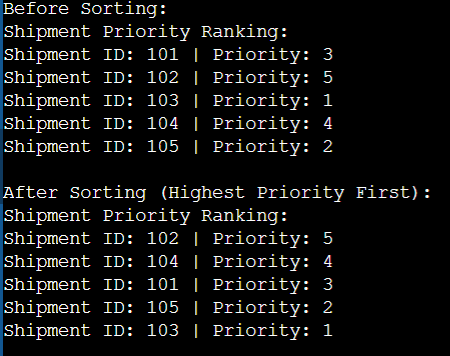 Before Sorting:
Shipment Priority Ranking:
Shipment ID: 101 | Priority: 3
Shipment ID: 102 | Priority: 5
Shipment ID: 103 | Priority: 1
Shipment ID: 104 | Priority: 4
Shipment ID: 105 | Priority: 2

After Sorting (Highest Priority First):
Shipment Priority Ranking:
Shipment ID: 102 | Priority: 5
Shipment ID: 104 | Priority: 4
Shipment ID: 101 | Priority: 3
Shipment ID: 105 | Priority: 2
Shipment ID: 103 | Priority: 1